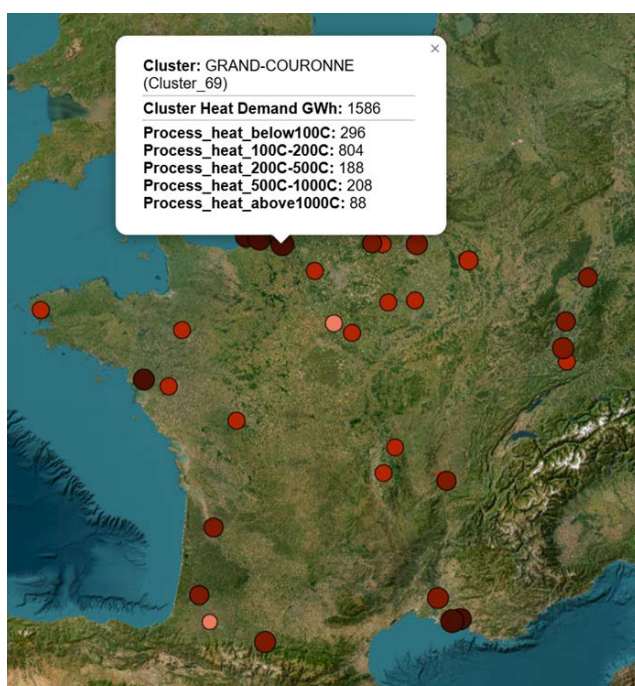 ×
Cluster: GRAND-COURONNE
(Cluster_69)
Cluster Heat Demand GWh: 1586
Process_heat_below100C: 296
Process_heat_100C-200C: 804
Process_heat_200C-500C: 188
Process_heat_500C-1000C: 208
Process_heat_above1000C: 88